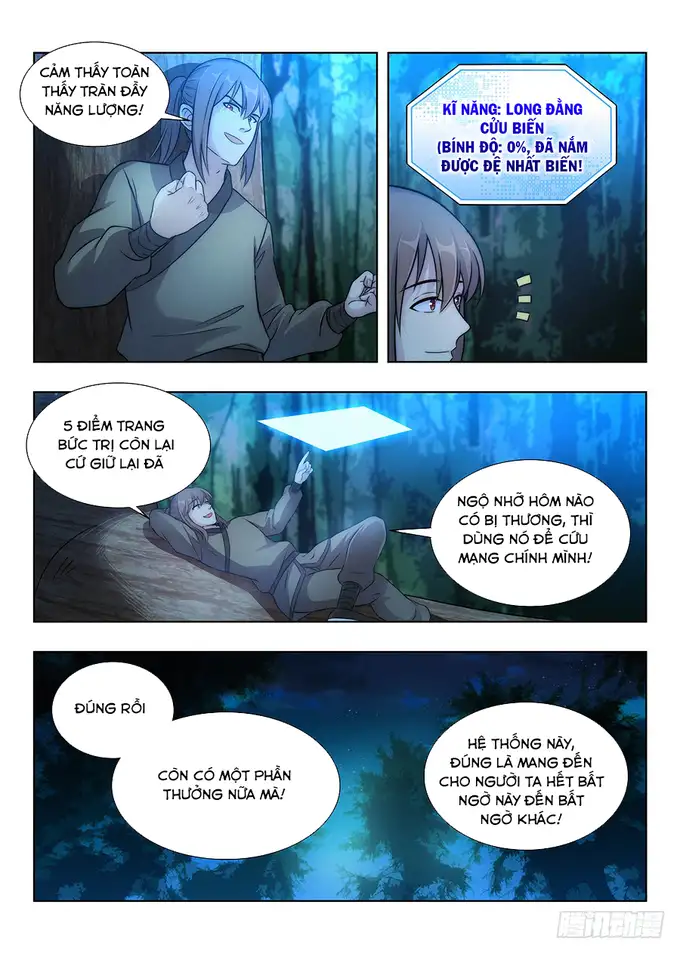 CẢM THẤY TOÀN
THẤY TRÀN ĐẦY
NĂNG LƯỢNG!
KĨ NĂNG: LONG ĐẰNG
CỬU BIẾN
(BÍNH ĐỘ: 0%, ĐÃ NẮM
ĐƯỢC ĐỆ NHẤT BIẾN!
5 ĐIỂM TRANG
BỨC TRỊ CÒN LẠI
CỨ GIỮ LẠI ĐÃ
NGỘ NHỠ HÔM NÀO
CÓ BỊ THƯƠNG, THÌ
DÙNG NÓ ĐỂ CỨU
MẠNG CHÍNH MÌNH!
ĐÚNG RỒI
CÒN CÓ MỘT PHẦN
THƯỞNG NỮA MÀ!
HỆ THỐNG NÀY,
ĐÚNG LÀ MANG ĐẾN
CHO NGƯỜI TA HẾT BẤT
NGỜ NÀY ĐẾN BẤT
NGỜ KHÁC!
腾讯动漫